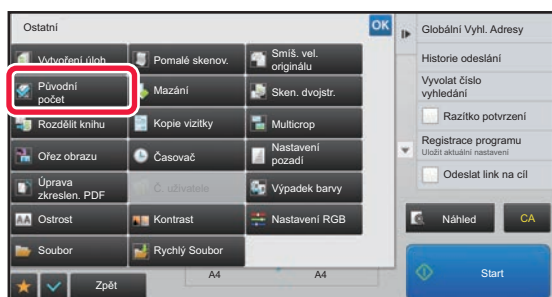 Ostatní
OK
Vytvoření úloh
Pomalé skenov.
Smíš. vel.
originálu
Původní
počet
Mazání
Sken. dvojstr.
Rozdělit knihu
Kopie vizitky
Multicrop
Ořez obrazu
Časovač
Nastavení
pozadí
Úprava
zkreslen. PDF
Č. uživatele
Výpadek barvy
Ostrost
Kontrast
Nastavení RGB
Soubor
Rychlý Soubor
Zpět
A4
A4
Globální Vyhl. Adresy
Historie odeslání
Vyvolat číslo
vyhledání
Razítko potvrzení
Registrace programu
Uložit aktuální nastavení
Odeslat link na cíl
Náhled
CA
Start